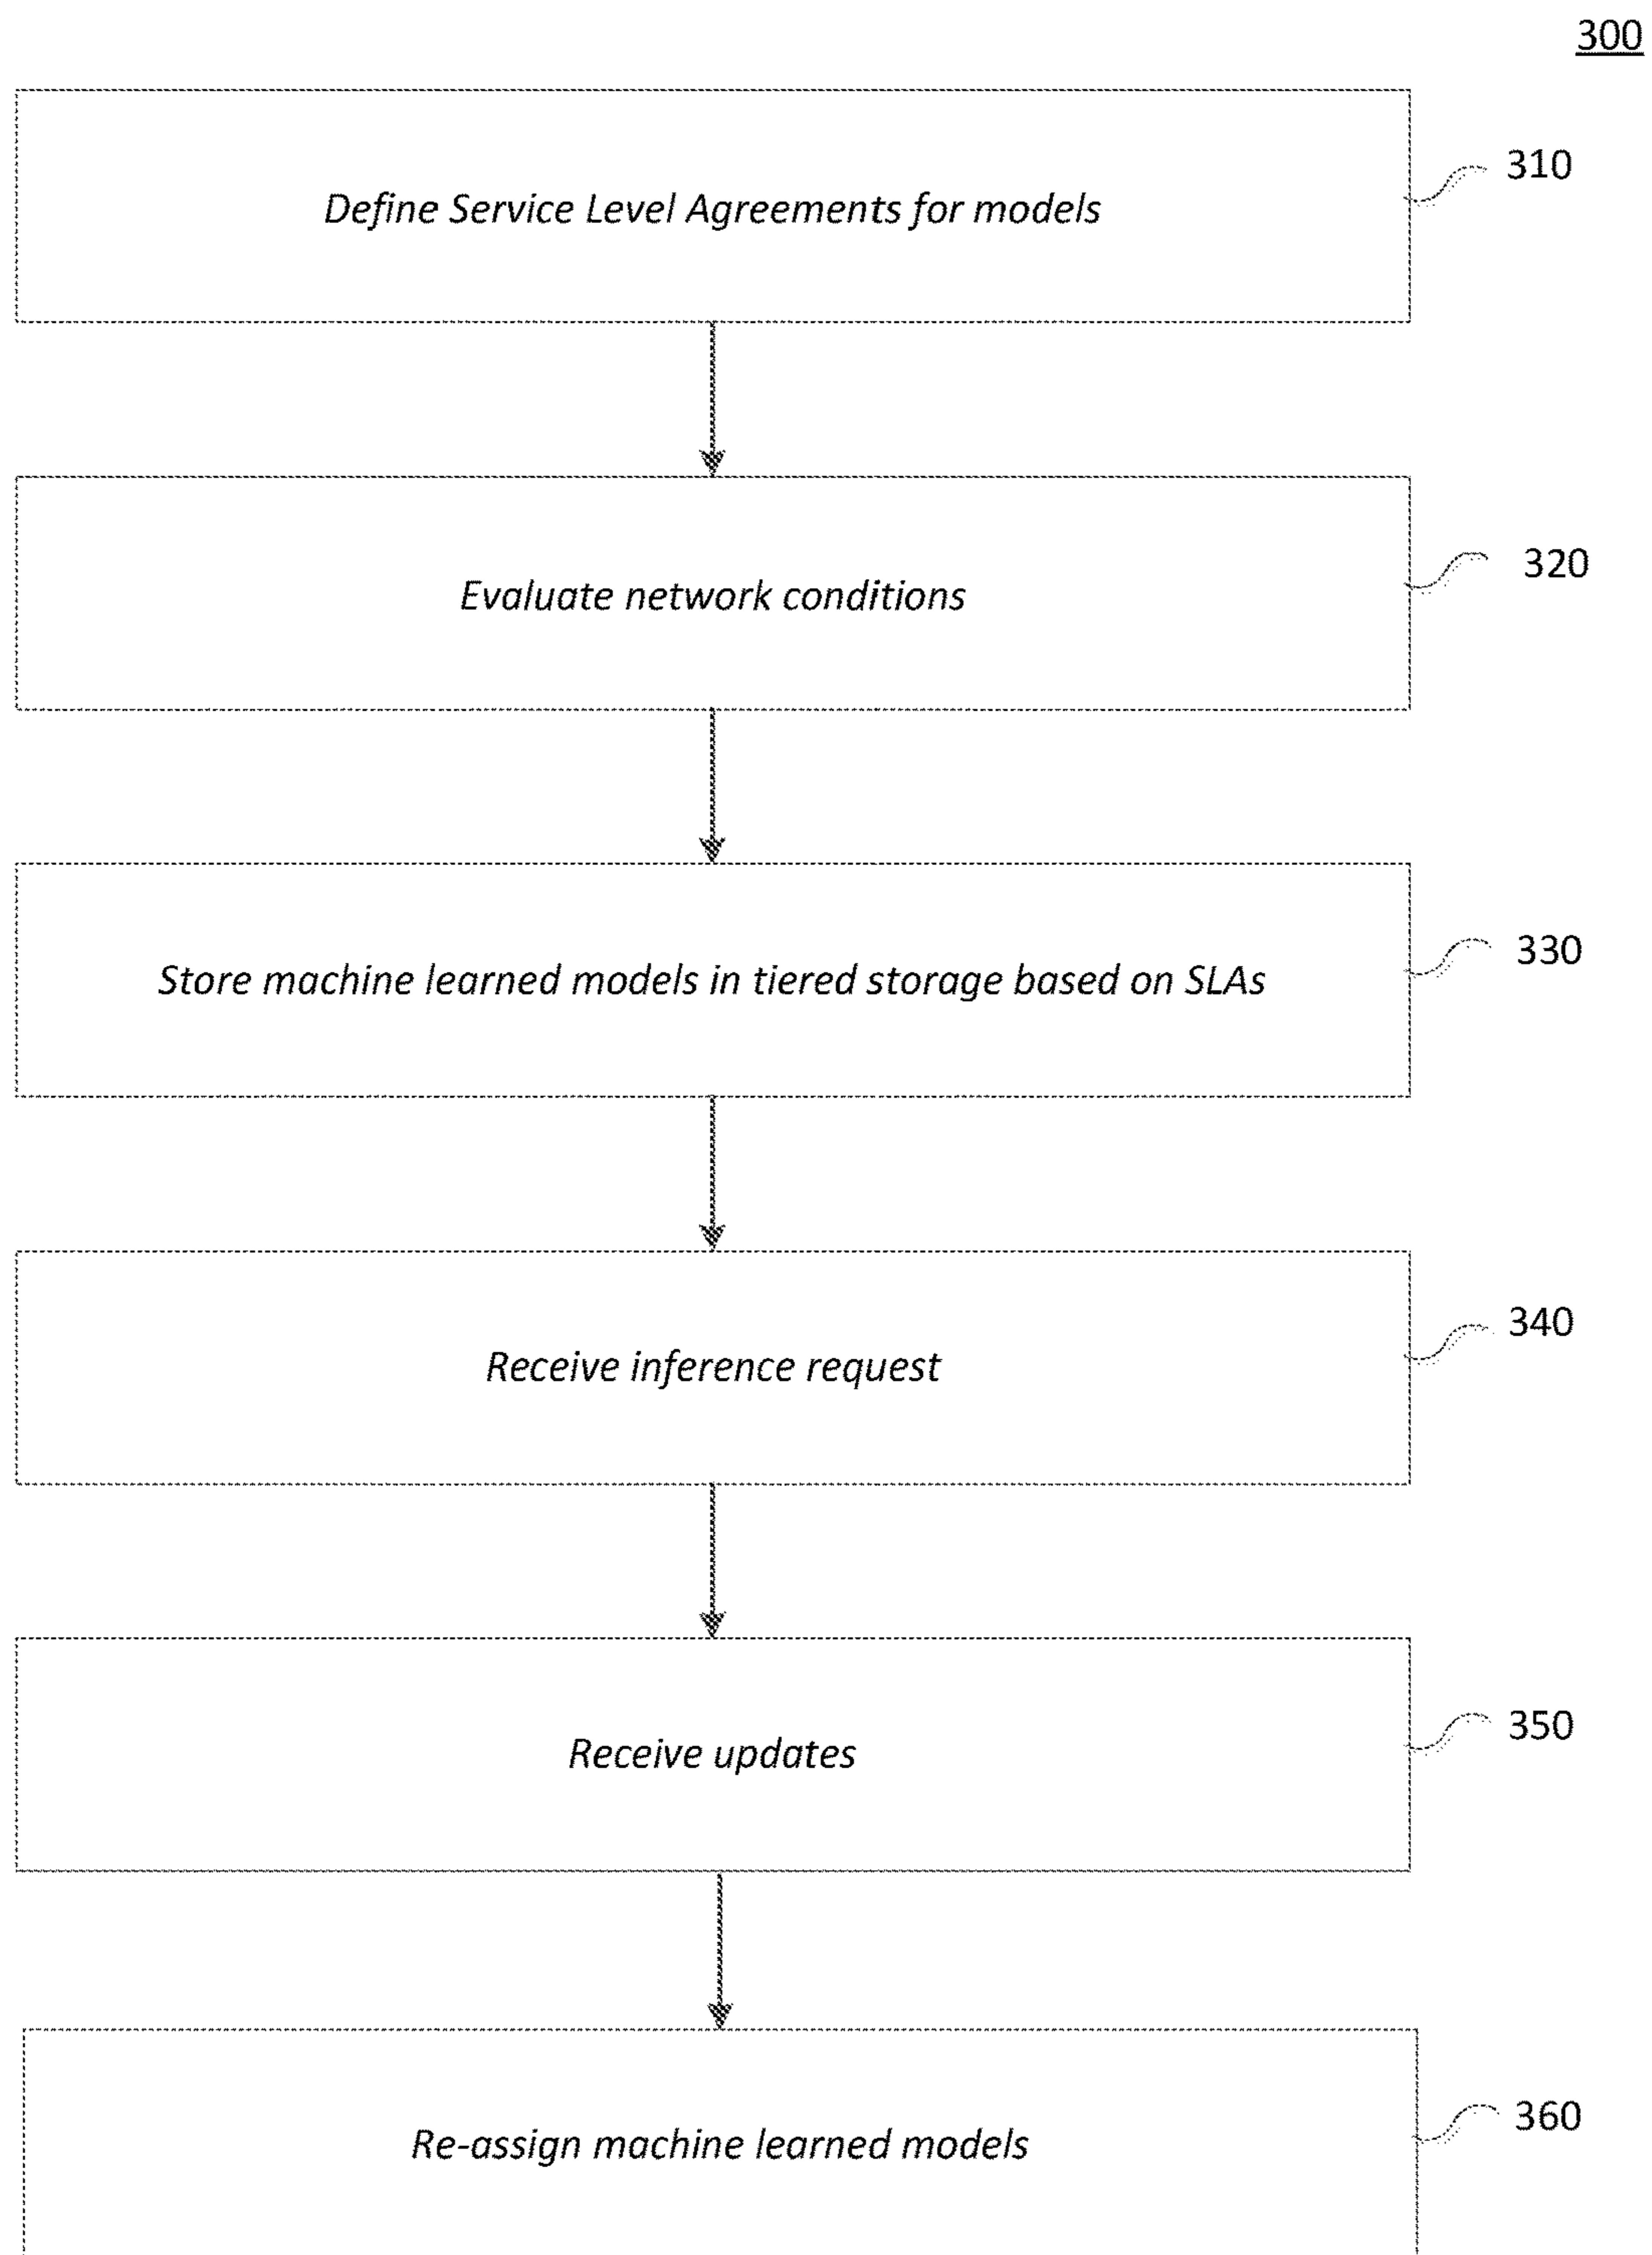 300
Define Service Level Agreements for models
310
Evaluate network conditions
320
Store machine learned models in tiered storage based on SLAs
330
Receive inference request
340
Receive updates
350
Re-assign machine learned models
360